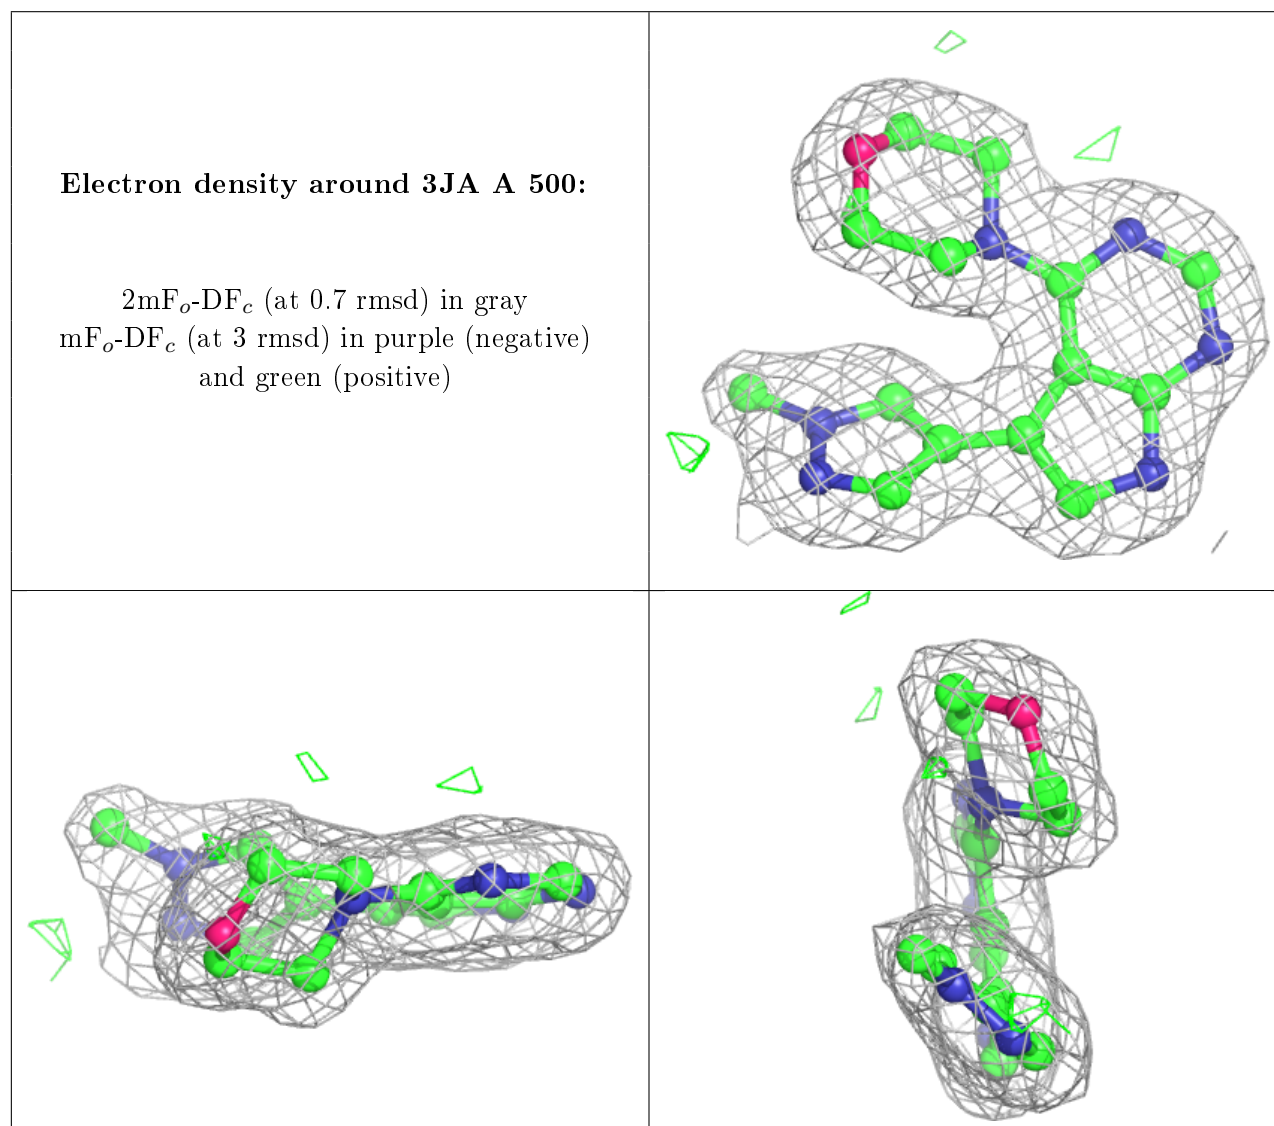 Electron density around 3JA A 500:
2mFₒ-DF𝒸 (at 0.7 rmsd) in gray
mFₒ-DF𝒸 (at 3 rmsd) in purple (negative)
and green (positive)